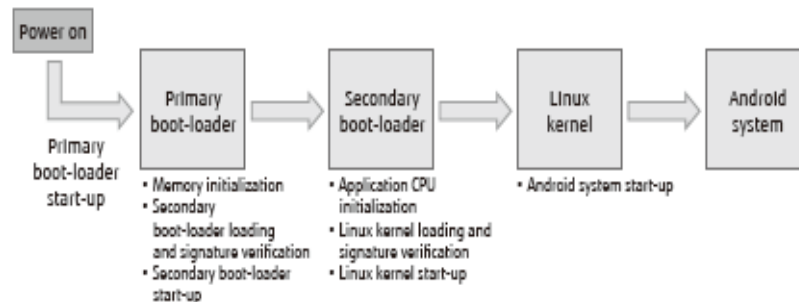 Power on
Primary
boot-loader
start-up
Primary
boot-loader
• Memory initialization
• Secondary
boot-loader loading
and signature verification
• Secondary boot-loader
start-up
Secondary
boot-loader
• Application CPU
initialization
• Linux kernel loading and
signature verification
• Linux kernel start-up
Linux
kernel
• Android system start-up
Android
system